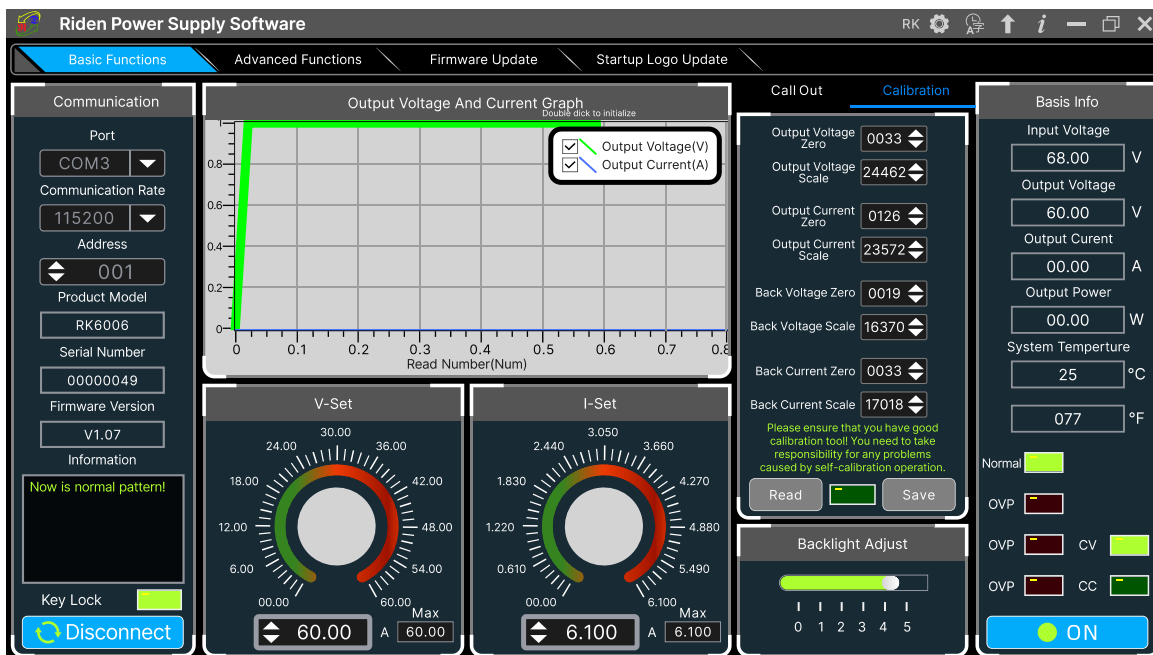 Riden Power Supply Software
RK
Basic Functions
Advanced Functions
Firmware Update
Startup Logo Update
Communication
Port
COM3
Communication Rate
115200
Address
001
Product Model
RK6006
Serial Number
00000049
Firmware Version
V1.07
Information
Now is normal pattern!
Key Lock
Disconnect
Output Voltage And Current Graph
Double dick to initialize
Output Voltage(V)
Output Current(A)
1
0.8
0.6
0.4
0.2
0
0 0.1 0.2 0.3 0.4 0.5 0.6 0.7 0.8
Read Number(Num)
V-Set
30.00
24.00 36.00
18.00 42.00
12.00 48.00
6.00 54.00
00.00 60.00
Max
60.00 A 60.00
I-Set
3.050
2.440 3.660
1.830 4.270
1.220 4.880
0.610 5.490
00.00 6.100
Max
6.100 A 6.100
Call Out
Calibration
Output Voltage
Zero
0033
Output Voltage
Scale
24462
Output Current
Zero
0126
Output Current
Scale
23572
Back Voltage Zero 0019
Back Voltage Scale 16370
Back Current Zero 0033
Back Current Scale 17018
Please ensure that you have good
calibration tool! You need to take
responsibility for any problems
caused by self-calibration operation.
Read
Save
Backlight Adjust
0 1 2 3 4 5
Basis Info
Input Voltage
68.00 V
Output Voltage
60.00 V
Output Curent
00.00 A
Output Power
00.00 W
System Temperture
25 °C
077 °F
Normal
OVP
OVP CV
OVP CC
ON